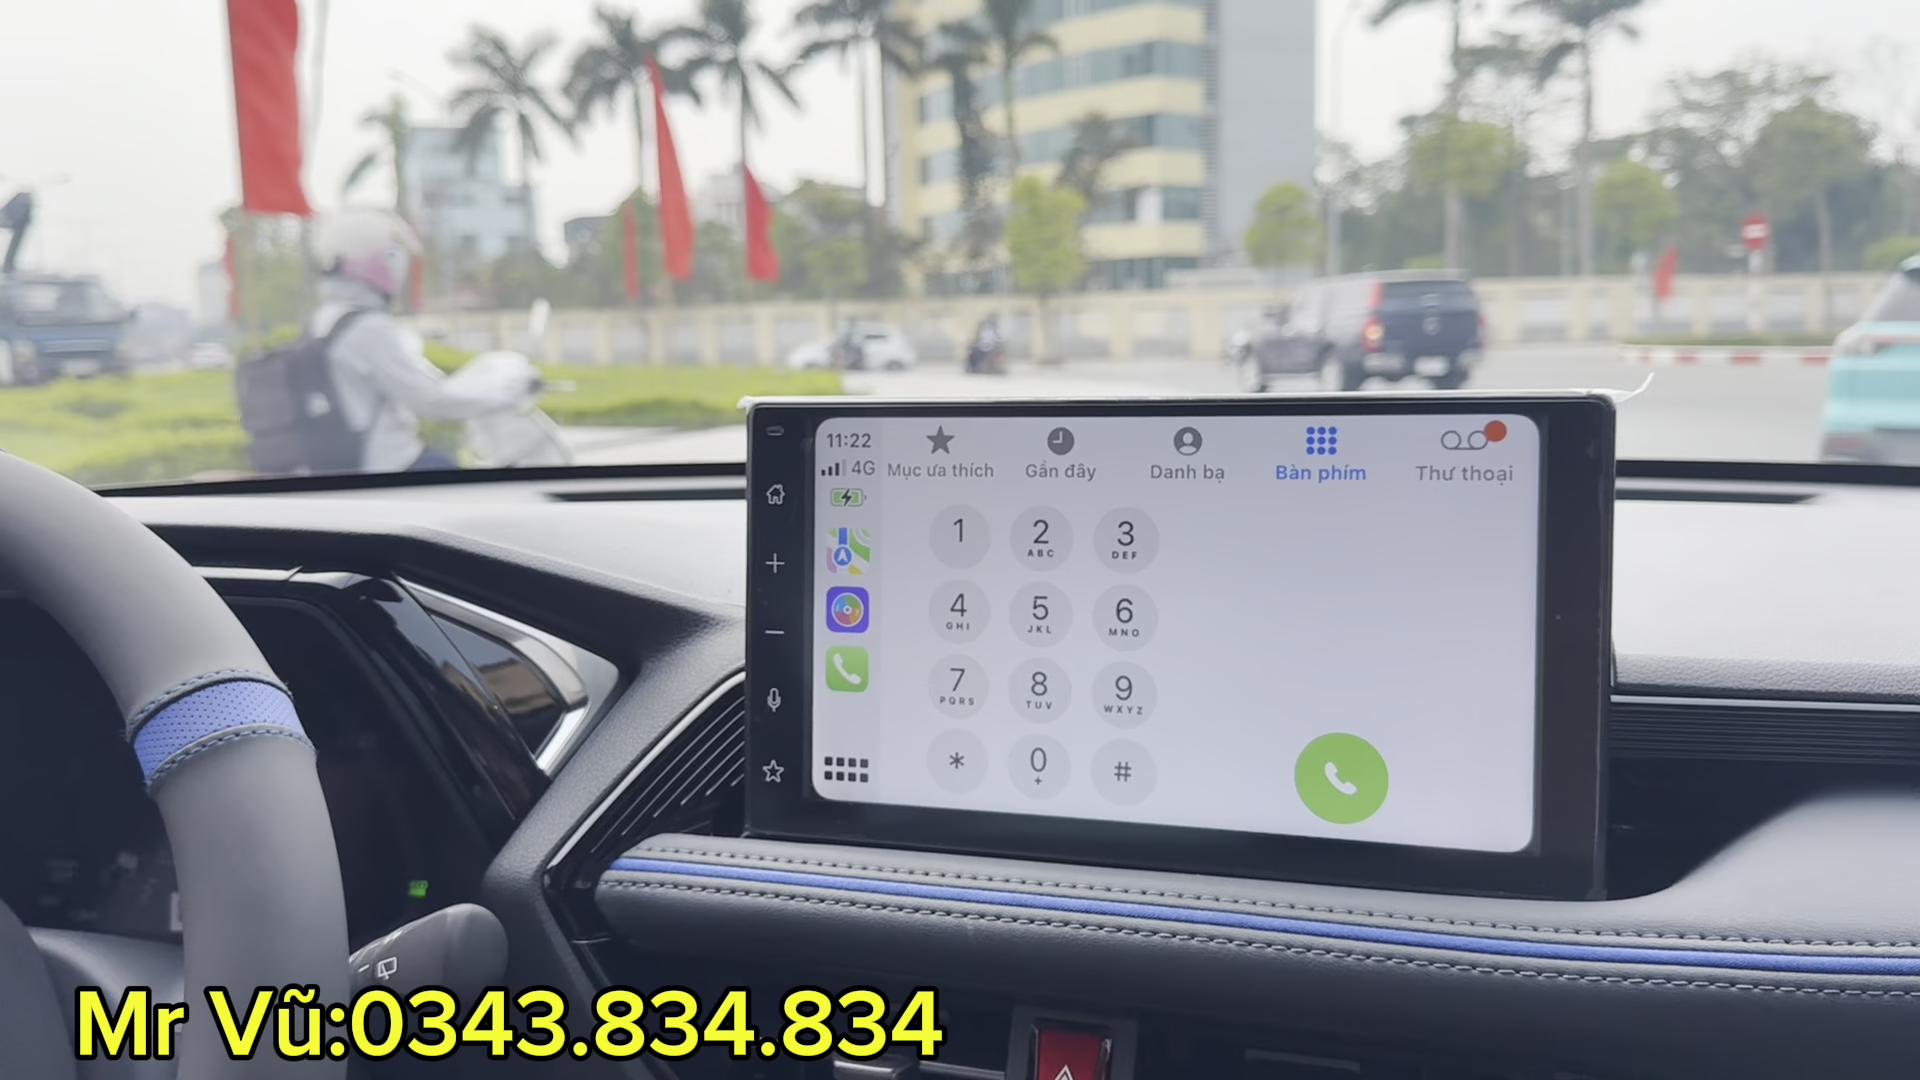 11:22
4G
Mục ưa thích
Gần đây
Danh bạ
Bàn phím
Thư thoại
1
2
ABC
3
DEF
4
GHI
5
JKL
6
MNO
7
PQRS
8
TUV
9
WXYZ
*
0
+
#
Mr Vũ:0343.834.834